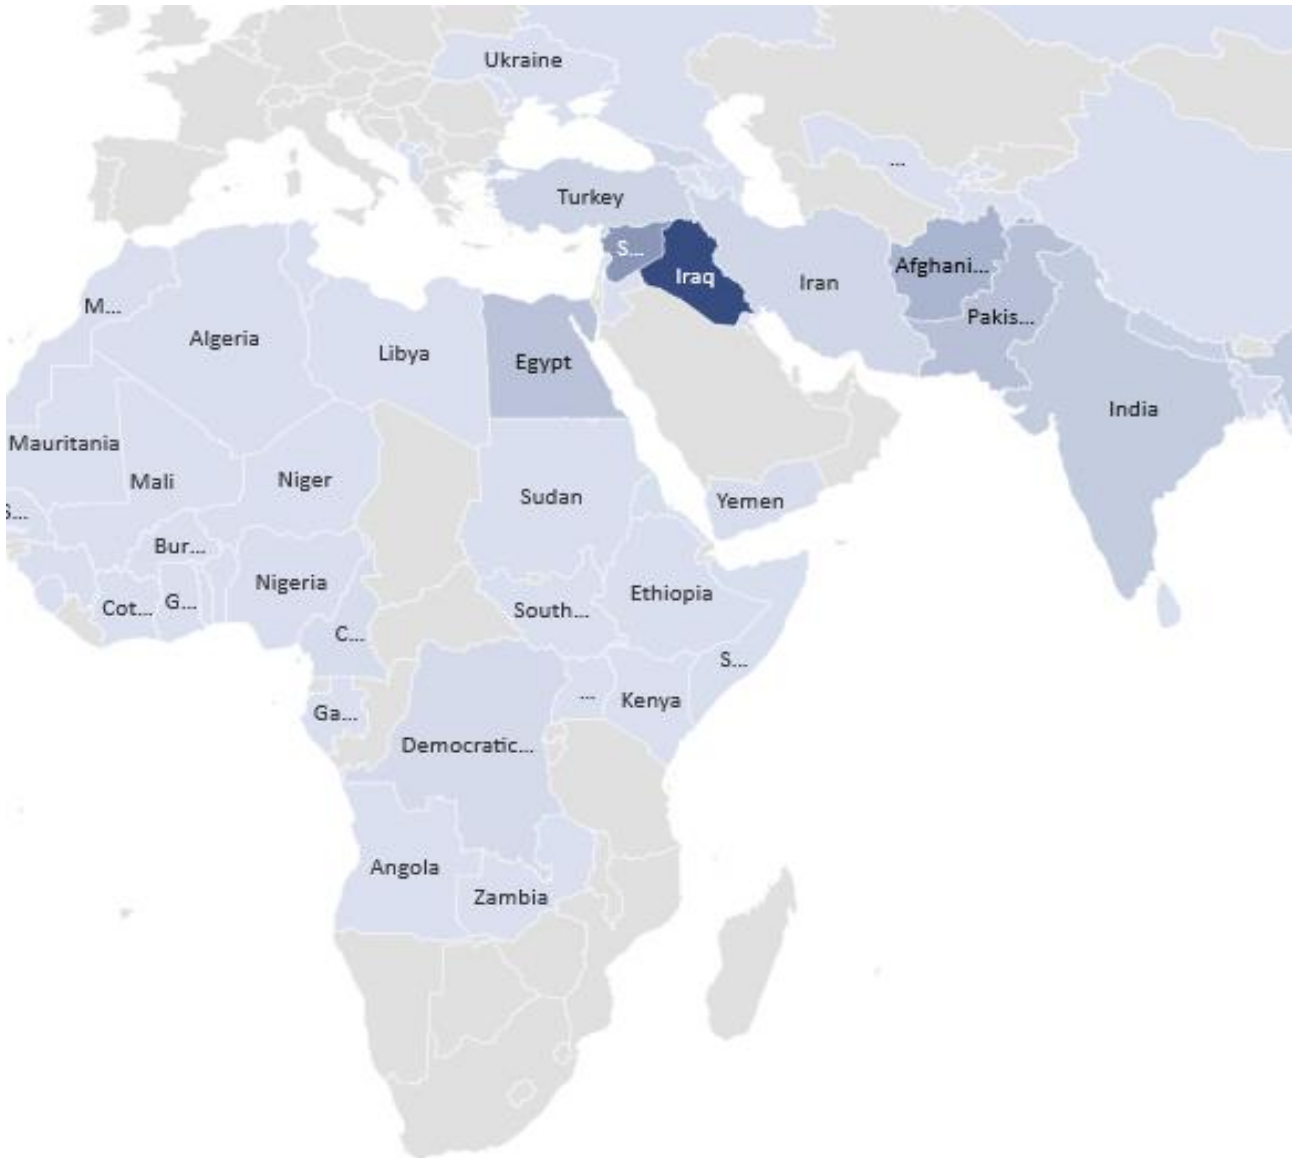 Ukraine
...
Turkey
S...
Afghani...
Iraq
Iran
M...
Pakis...
Algeria
Libya
Egypt
India
Mauritania
Mali
Niger
Sudan
Yemen
S...
Bur...
Nigeria
Ethiopia
Cot...
G...
South...
C...
S...
...
Kenya
Ga...
Democratic...
Angola
Zambia